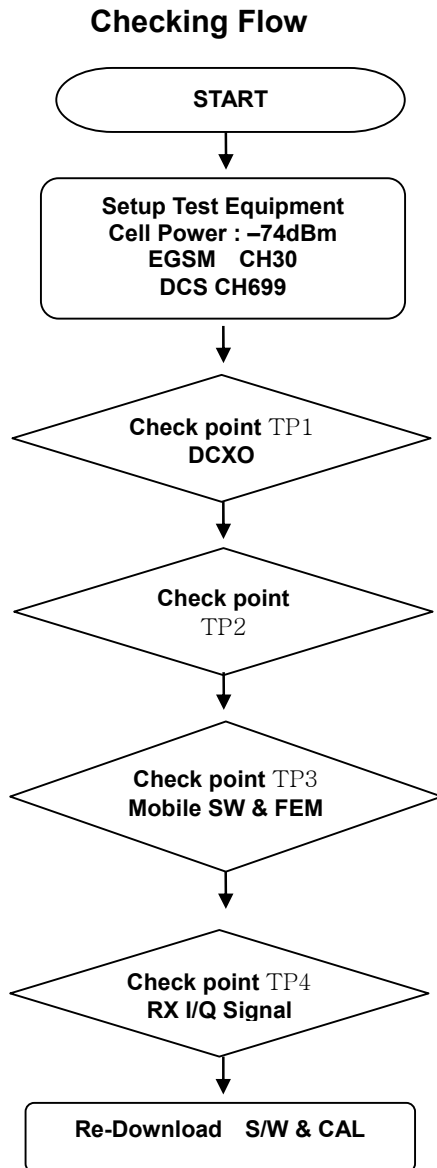 Checking Flow
START
Setup Test Equipment
Cell Power : –74dBm
EGSM CH30
DCS CH699
Check point TP1
DCXO
Check point
TP2
Check point TP3
Mobile SW & FEM
Check point TP4
RX I/Q Signal
Re-Download S/W & CAL